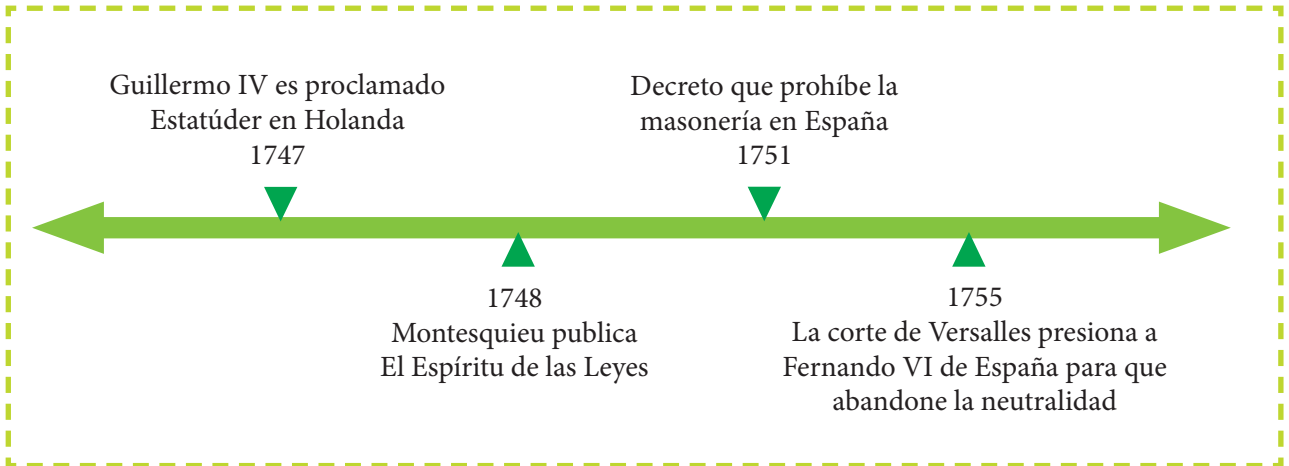 Guillermo IV es proclamado
Estatúder en Holanda
1747
1748
Montesquieu publica
El Espíritu de las Leyes
Decreto que prohíbe la
masonería en España
1751
1755
La corte de Versalles presiona a
Fernando VI de España para que
abandone la neutralidad